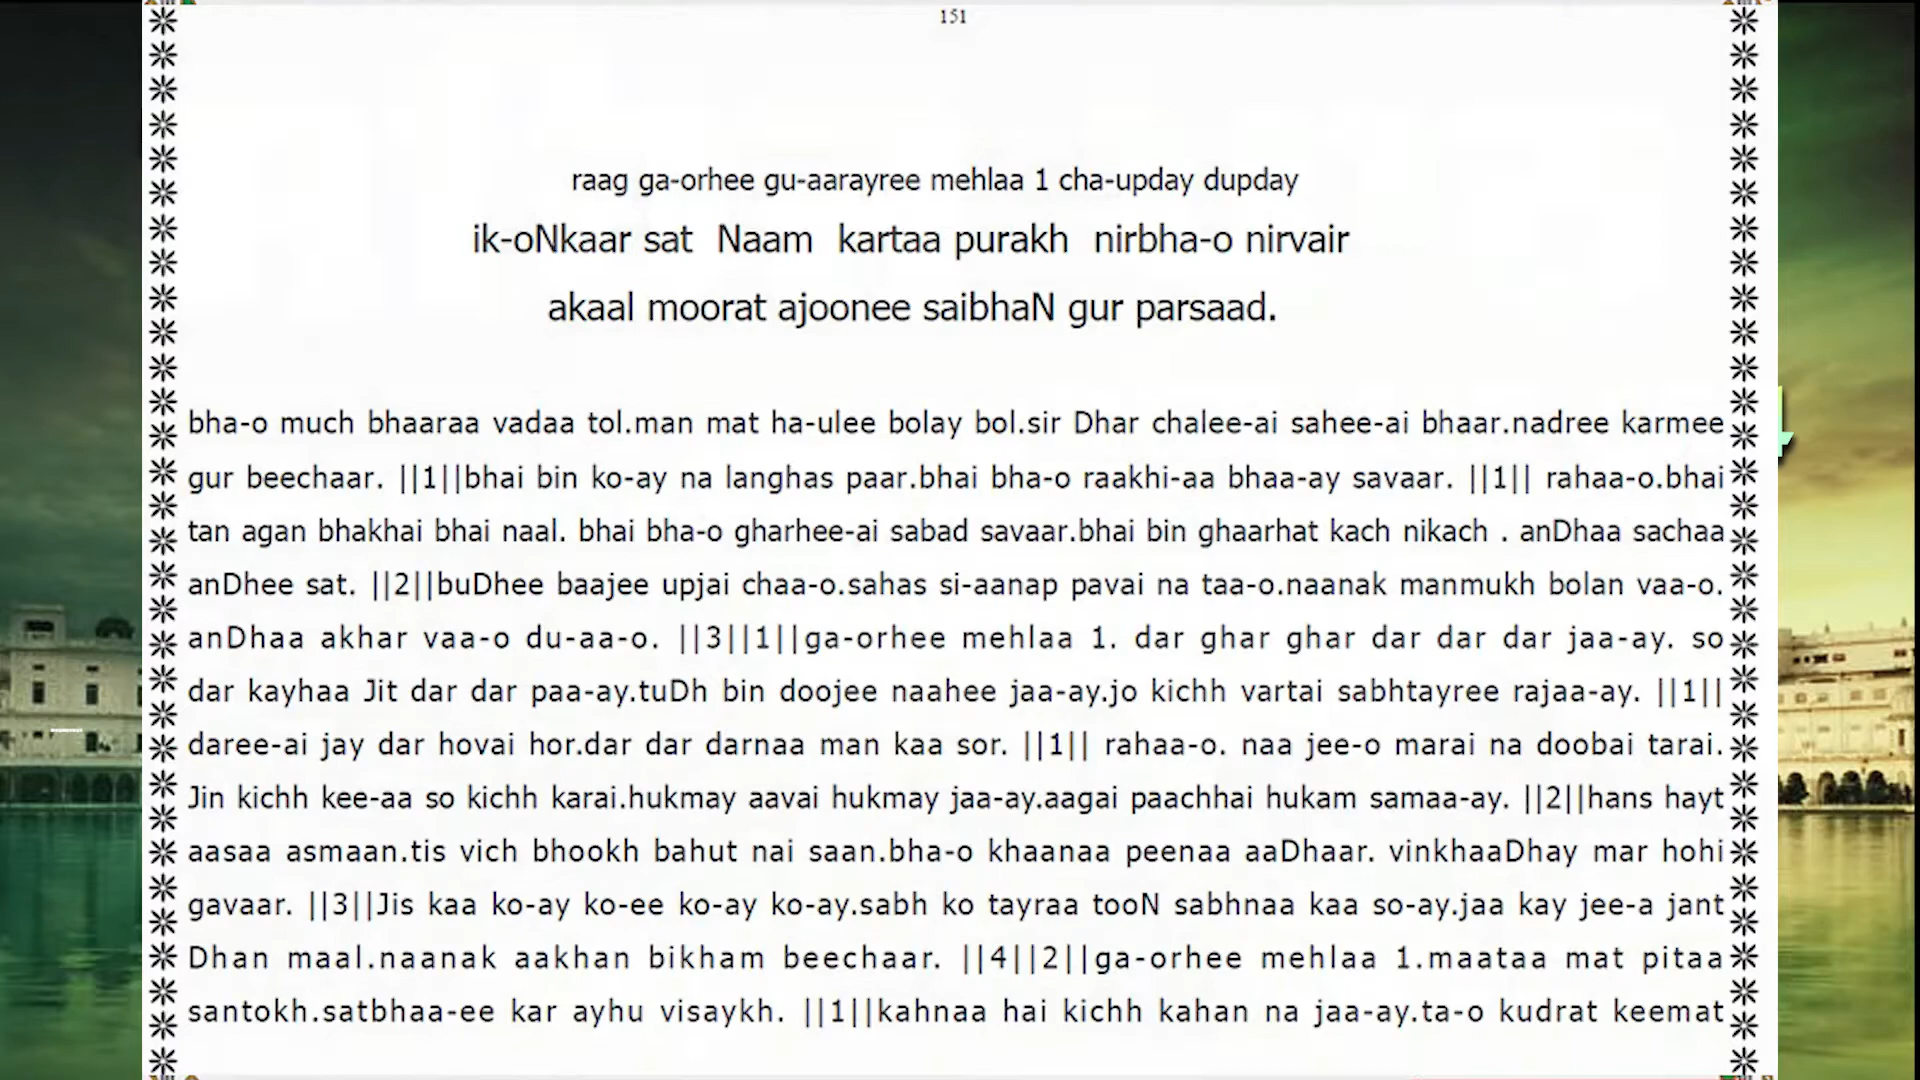 151
raag ga-orhee gu-aarayree mehlaa 1 cha-upday dupday
ik-oNkaar sat Naam kartaa purakh nirbha-o nirvair
akaal moorat ajoonee saibhaN gur parsaad.
bha-o much bhaaraa vadaa tol.man mat ha-ulee bolay bol.sir Dhar chalee-ai sahee-ai bhaar.nadree karmee
gur beechaar. ||1||bhai bin ko-ay na langhas paar.bhai bha-o raakhi-aa bhaa-ay savaar. ||1|| rahaa-o.bhai
tan agan bhakhai bhai naal. bhai bha-o gharhee-ai sabad savaar.bhai bin ghaarhat kach nikach . anDhaa sachaa
anDhee sat. ||2||buDhee baajee upjai chaa-o.sahas si-aanap pavai na taa-o.naanak manmukh bolan vaa-o.
anDhaa akhar vaa-o du-aa-o. ||3||1||ga-orhee mehlaa 1. dar ghar ghar dar dar dar jaa-ay. so
dar kayhaa Jit dar dar paa-ay.tuDh bin doojee naahee jaa-ay.jo kichh vartai sabhtayree rajaa-ay. ||1||
daree-ai jay dar hovai hor.dar dar darnaa man kaa sor. ||1|| rahaa-o. naa jee-o marai na doobai tarai.
Jin kichh kee-aa so kichh karai.hukmay aavai hukmay jaa-ay.aagai paachhai hukam samaa-ay. ||2||hans hayt
aasaa asmaan.tis vich bhookh bahut nai saan.bha-o khaanaa peenaa aaDhaar. vinkhaaDhay mar hohi
gavaar. ||3||Jis kaa ko-ay ko-ee ko-ay ko-ay.sabh ko tayraa tooN sabhnaa kaa so-ay.jaa kay jee-a jant
Dhan maal.naanak aakhan bikham beechaar. ||4||2||ga-orhee mehlaa 1.maataa mat pitaa
santokh.satbhaa-ee kar ayhu visaykh. ||1||kahnaa hai kichh kahan na jaa-ay.ta-o kudrat keemat